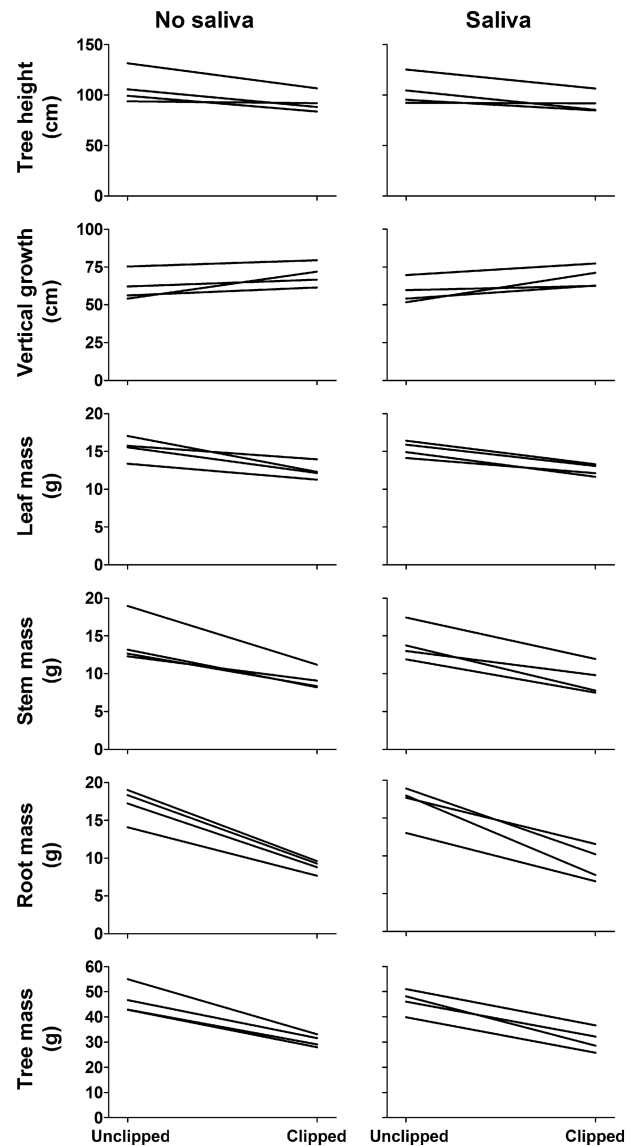 No saliva Saliva
Tree height
(cm)
150
100
50
0
Vertical growth
(cm)
100
75
50
25
0
Leaf mass
(g)
20
15
10
5
0
Stem mass
(g)
20
15
10
5
0
Root mass
(g)
20
15
10
5
0
Tree mass
(g)
60
50
40
30
20
10
0
Unclipped Clipped Unclipped Clipped